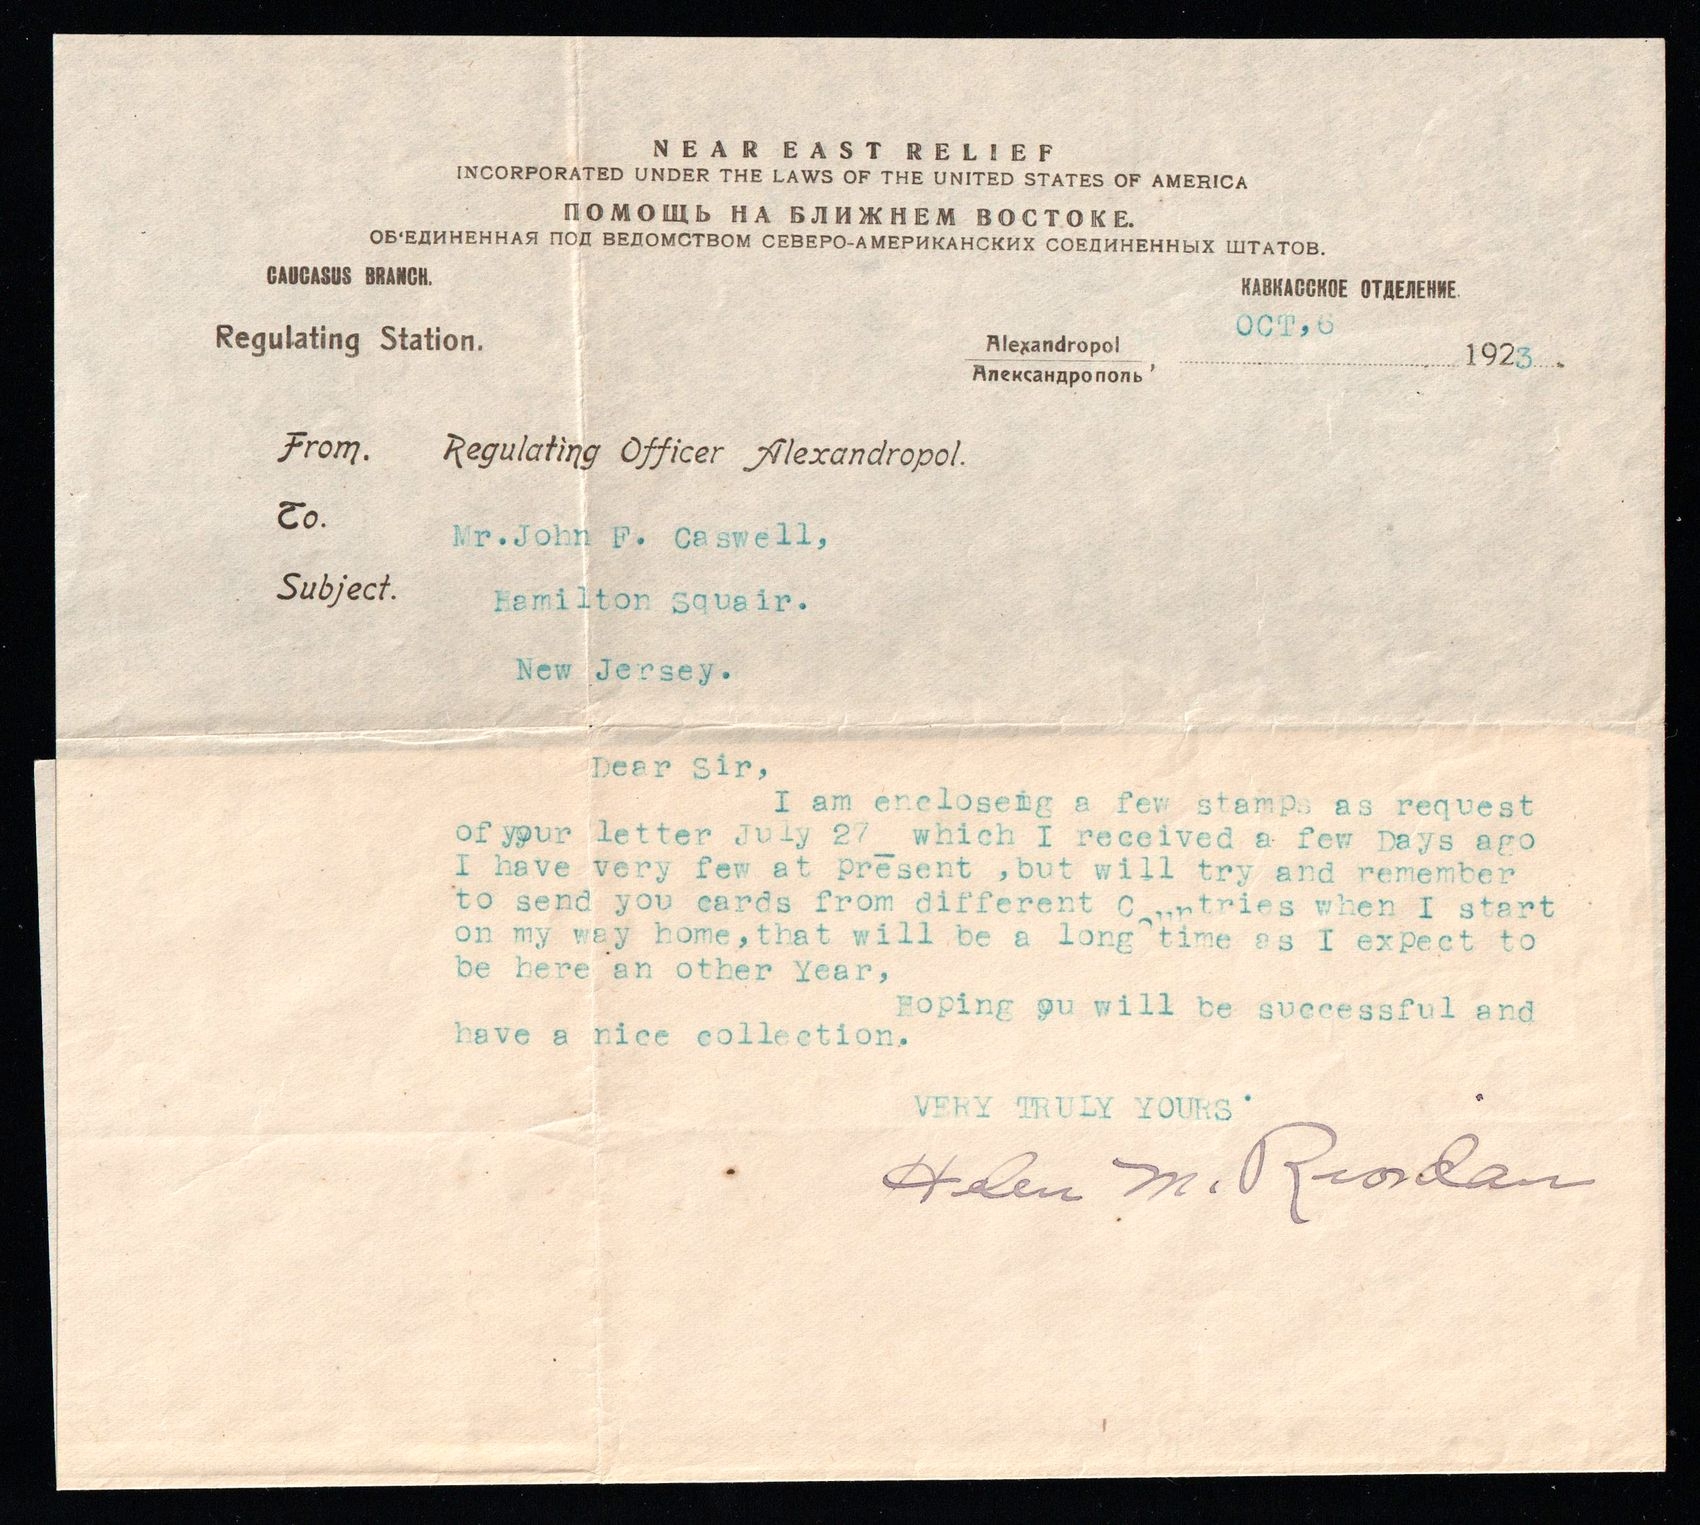 NEAR EAST RELIEF
INCORPORATED UNDER THE LAWS OF THE UNITED STATES OF AMERICA
ПОМОЩЬ НА БЛИЖНЕМ ВОСТОКЕ.
ОБ'ЕДИНЕННАЯ ПОД ВЕДОМСТВОМ СЕВЕРО-АМЕРИКАНСКИХ СОЕДИНЕННЫХ ШТАТОВ.
CAUCASUS BRANCH.
КАВКАССКОЕ ОТДЕЛЕНИЕ.
Regulating Station.
Alexandropol
Александрополь,
OCT,6 1923.
From. Regulating Officer Alexandropol.
To. Mr.John F. Caswell,
Subject. Hamilton Squair.
New Jersey.
Dear Sir,
I am encloseing a few stamps as request
of your letter July 27_ which I received a few Days ago
I have very few at present ,but will try and remember
to send you cards from different Countries when I start
on my way home,that will be a long time as I expect to
be here an other Year,
Hoping ou will be successful and
have a nice collection.
VERY TRULY YOURS'
Helen M. Riordan